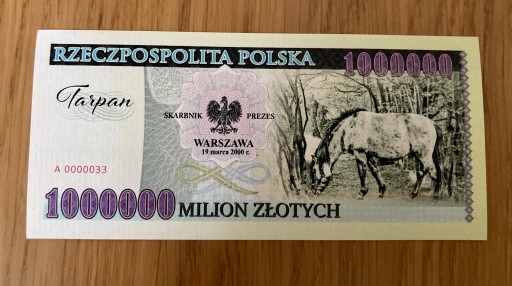 RZECZPOSPOLITA POLSKA
1000000
Tarpan
SKARBNIK PREZES
WARSZAWA
19 marca 2000 r.
A 0000033
1000000 MILION ZŁOTYCH